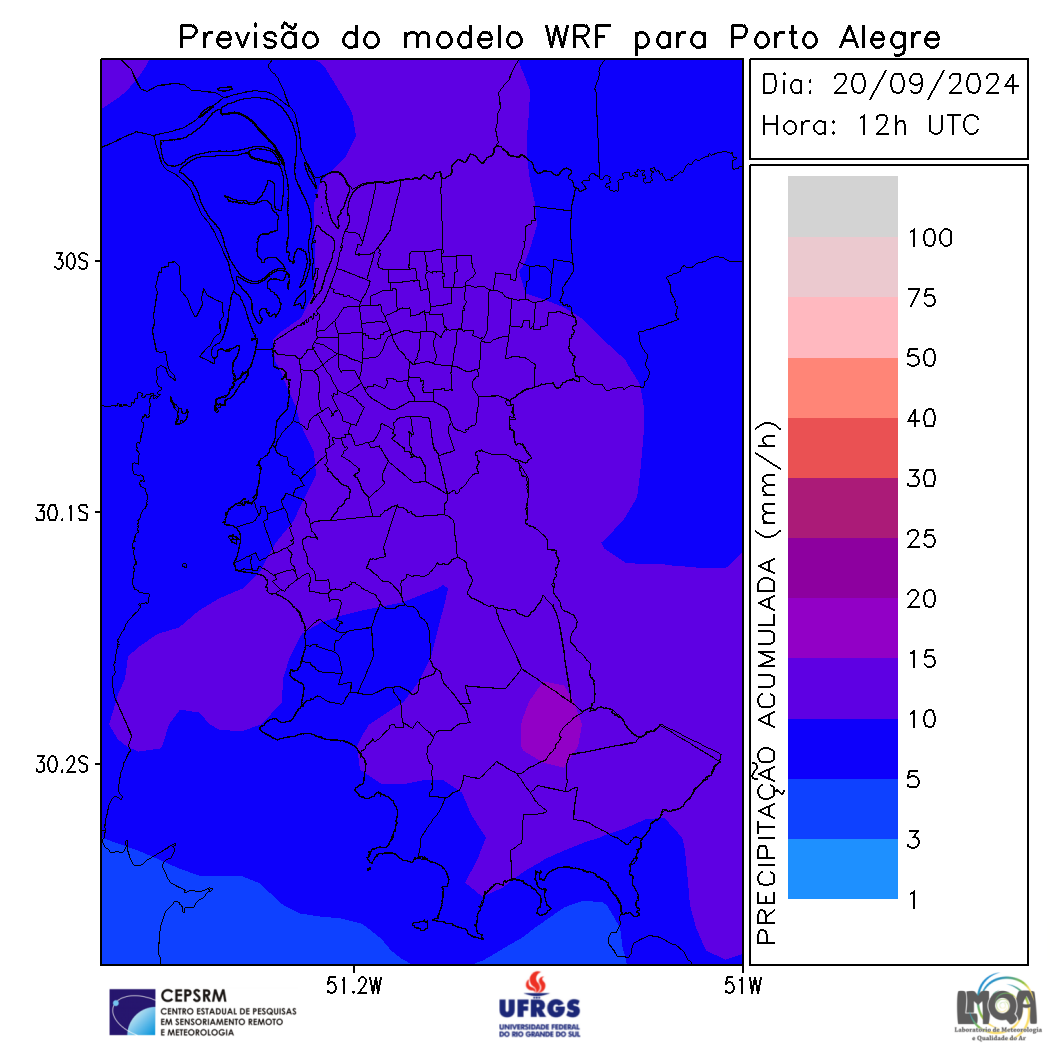 Previsão do modelo WRF para Porto Alegre
Dia: 20/09/2024
Hora: 12h UTC
30S
30.1S
30.2S
51.2W
51W
PRECIPITAÇÃO ACUMULADA (mm/h)
100
75
50
40
30
25
20
15
10
5
3
1
CEPSRM
CENTRO ESTADUAL DE PESQUISAS
EM SENSORIAMENTO REMOTO
E METEOROLOGIA
UFRGS
UNIVERSIDADE FEDERAL
DO RIO GRANDE DO SUL
LMQA
Laboratório de Meteorologia
e Qualidade do Ar